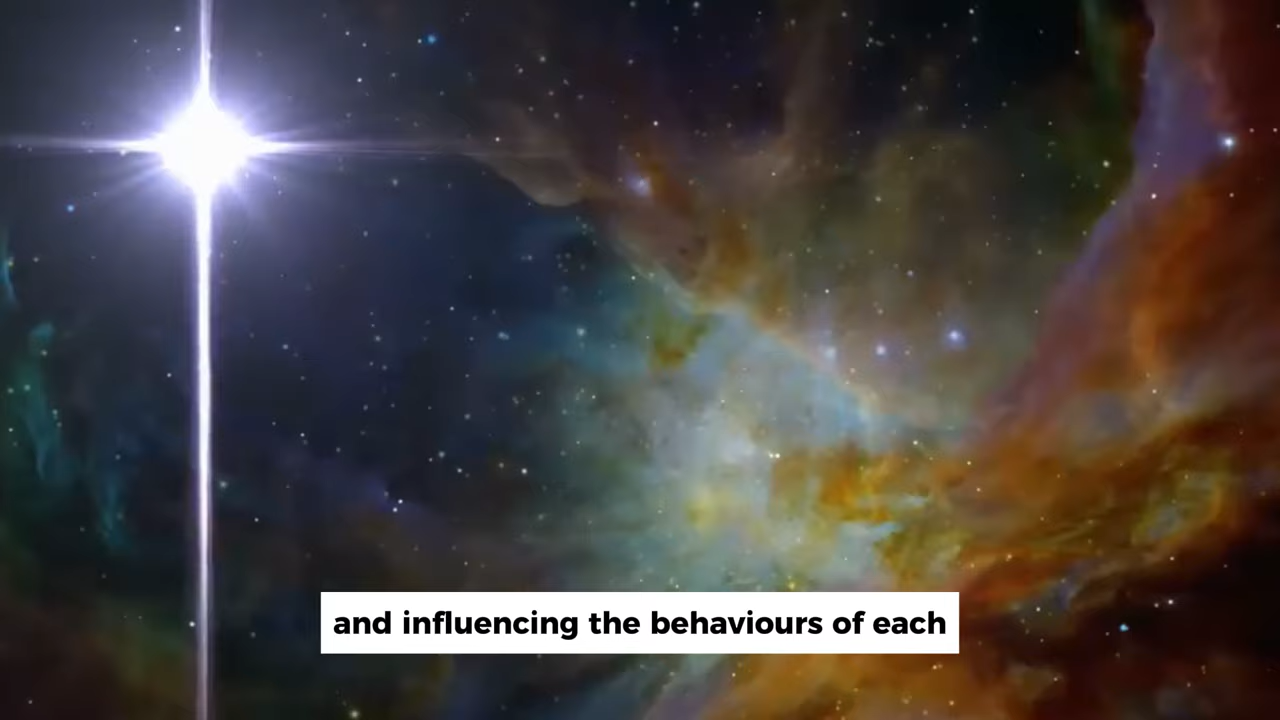 and influencing the behaviours of each